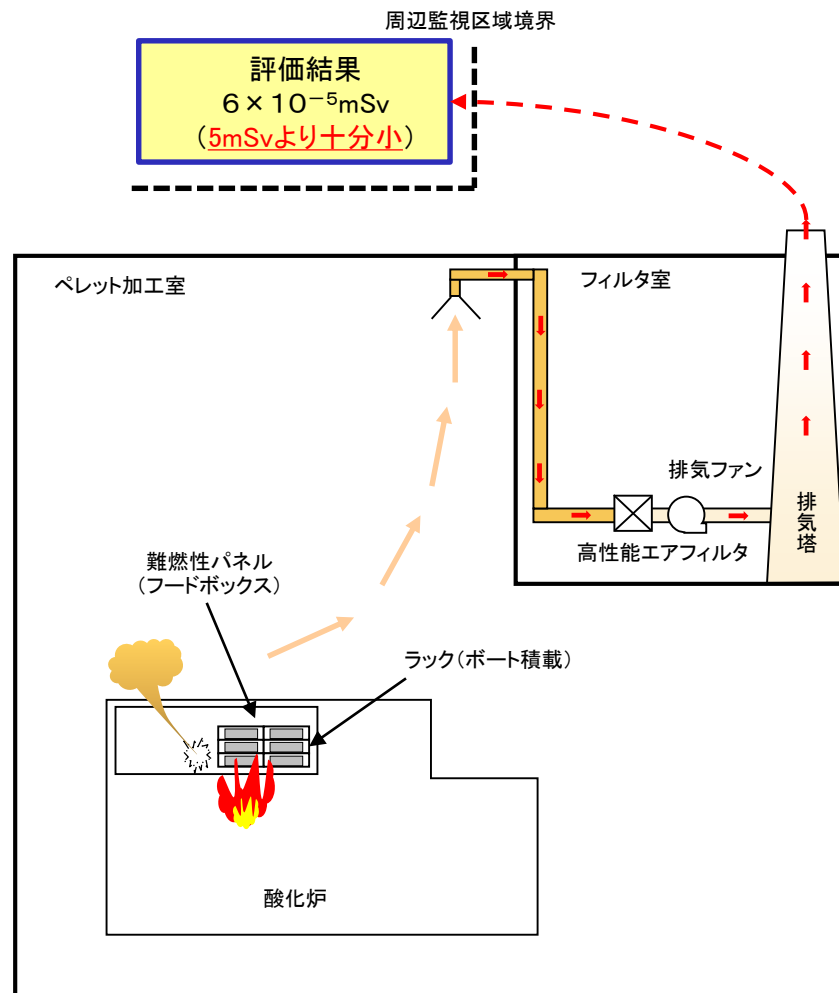 周辺監視区域境界
評価結果
6×10⁻⁵mSv
(5mSvより十分小)
ペレット加工室
フィルタ室
排気ファン
排気塔
高性能エアフィルタ
難燃性パネル
(フードボックス)
ラック(ボート積載)
酸化炉